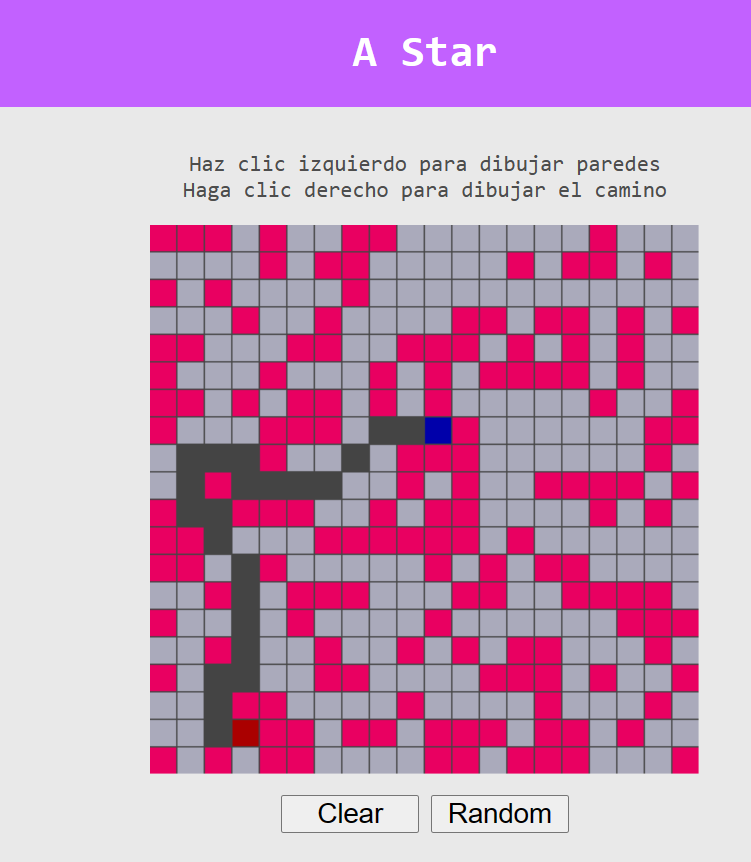 A Star
Haz clic izquierdo para dibujar paredes
Haga clic derecho para dibujar el camino
Clear
Random